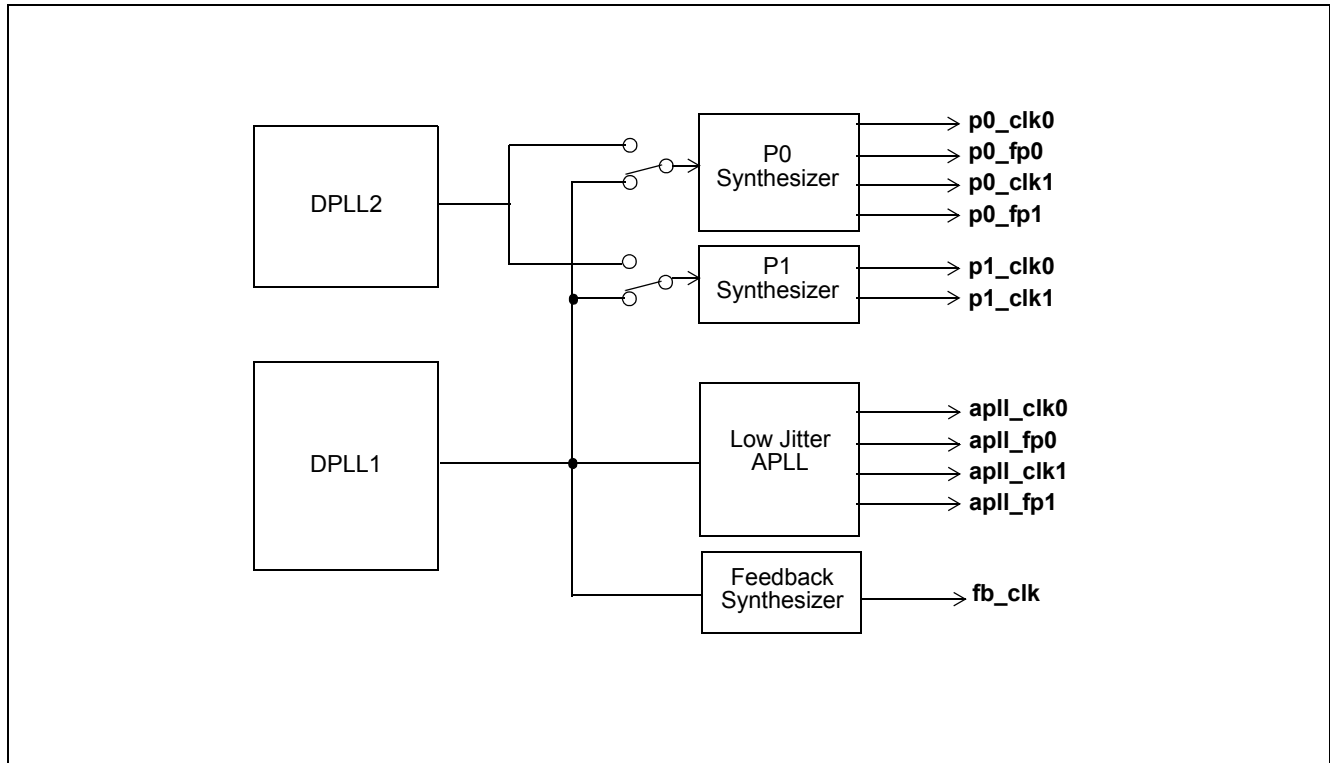 DPLL2
P0
Synthesizer
p0_clk0
p0_fp0
p0_clk1
p0_fp1
P1
Synthesizer
p1_clk0
p1_clk1
DPLL1
Low Jitter
APLL
apll_clk0
apll_fp0
apll_clk1
apll_fp1
Feedback
Synthesizer
fb_clk